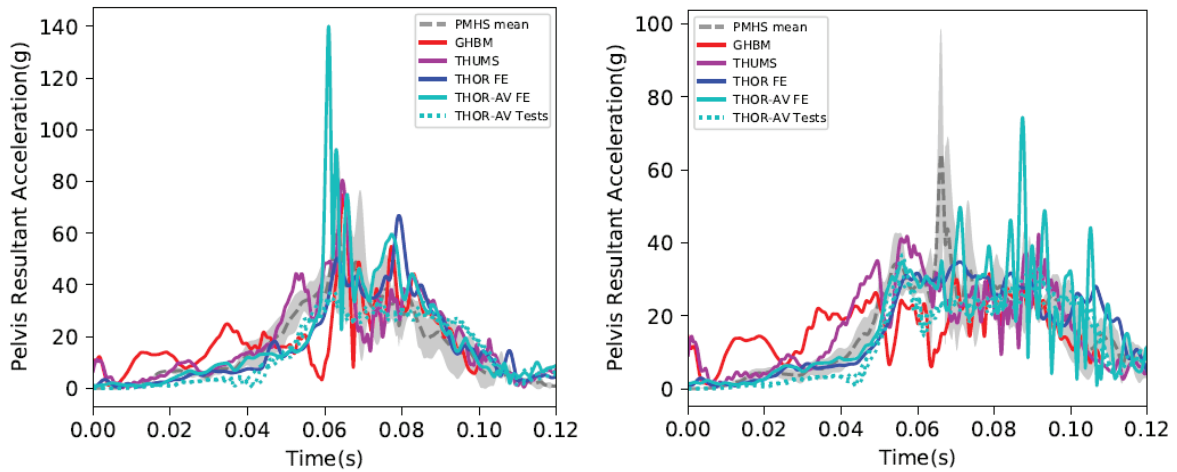 Pelvis Resultant Acceleration(g)
140
120
100
80
60
40
20
0
PMHS mean
GHBM
THUMS
THOR FE
THOR-AV FE
THOR-AV Tests
0.00 0.02 0.04 0.06 0.08 0.10 0.12
Time(s)
Pelvis Resultant Acceleration(g)
100
80
60
40
20
0
PMHS mean
GHBM
THUMS
THOR FE
THOR-AV FE
THOR-AV Tests
0.00 0.02 0.04 0.06 0.08 0.10 0.12
Time(s)